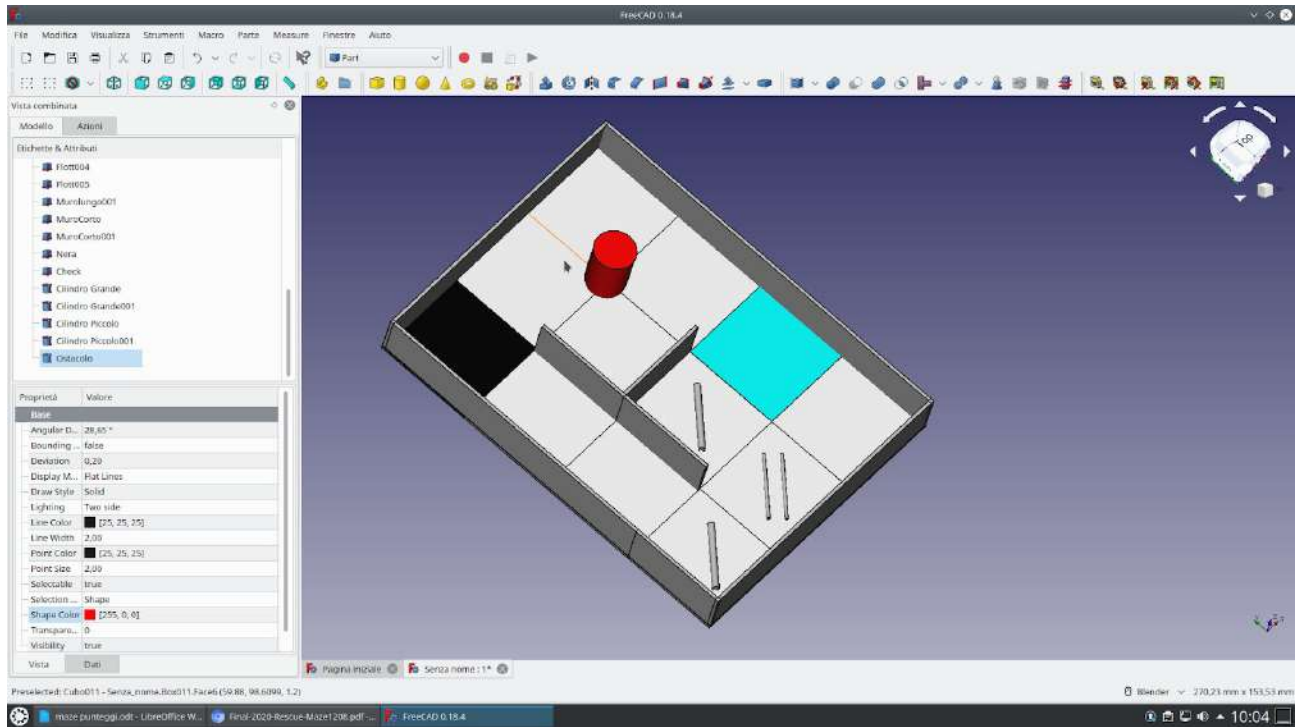 FreeCAD 0.18.4
File Modifica Visualizza Strumenti Macro Parte Measure Finestre Aiuto
Part
Vista combinata
Modello Azioni
Etichette & Attributi
Flott004
Flott005
Murolungo001
MuroCorto
MuroCorto001
Nera
Check
Cilindro Grande
Cilindro Grande001
Cilindro Piccolo
Cilindro Piccolo001
Ostacolo
Top
Proprietà Valore
Base
Angular D... 28,65 °
Bounding ... false
Deviation 0,20
Display M... Flat Lines
Draw Style Solid
Lighting Two side
Line Color [25, 25, 25]
Line Width 2,00
Point Color [25, 25, 25]
Point Size 2,00
Selectable true
Selection ... Shape
Shape Color [255, 0, 0]
Transpare... 0
Visibility true
Vista Dati
Pagina iniziale Senza nome : 1*
Preselected: Cubo011 - Senza_nome.Box011.Face6 (59.88, 98.6099, 1.2)
Blender 270,23 mm x 153,53 mm
maze punteggi.odt - LibreOffice W... Final-2020-Rescue-Maze1208.pdf -... FreeCAD 0.18.4
10:04